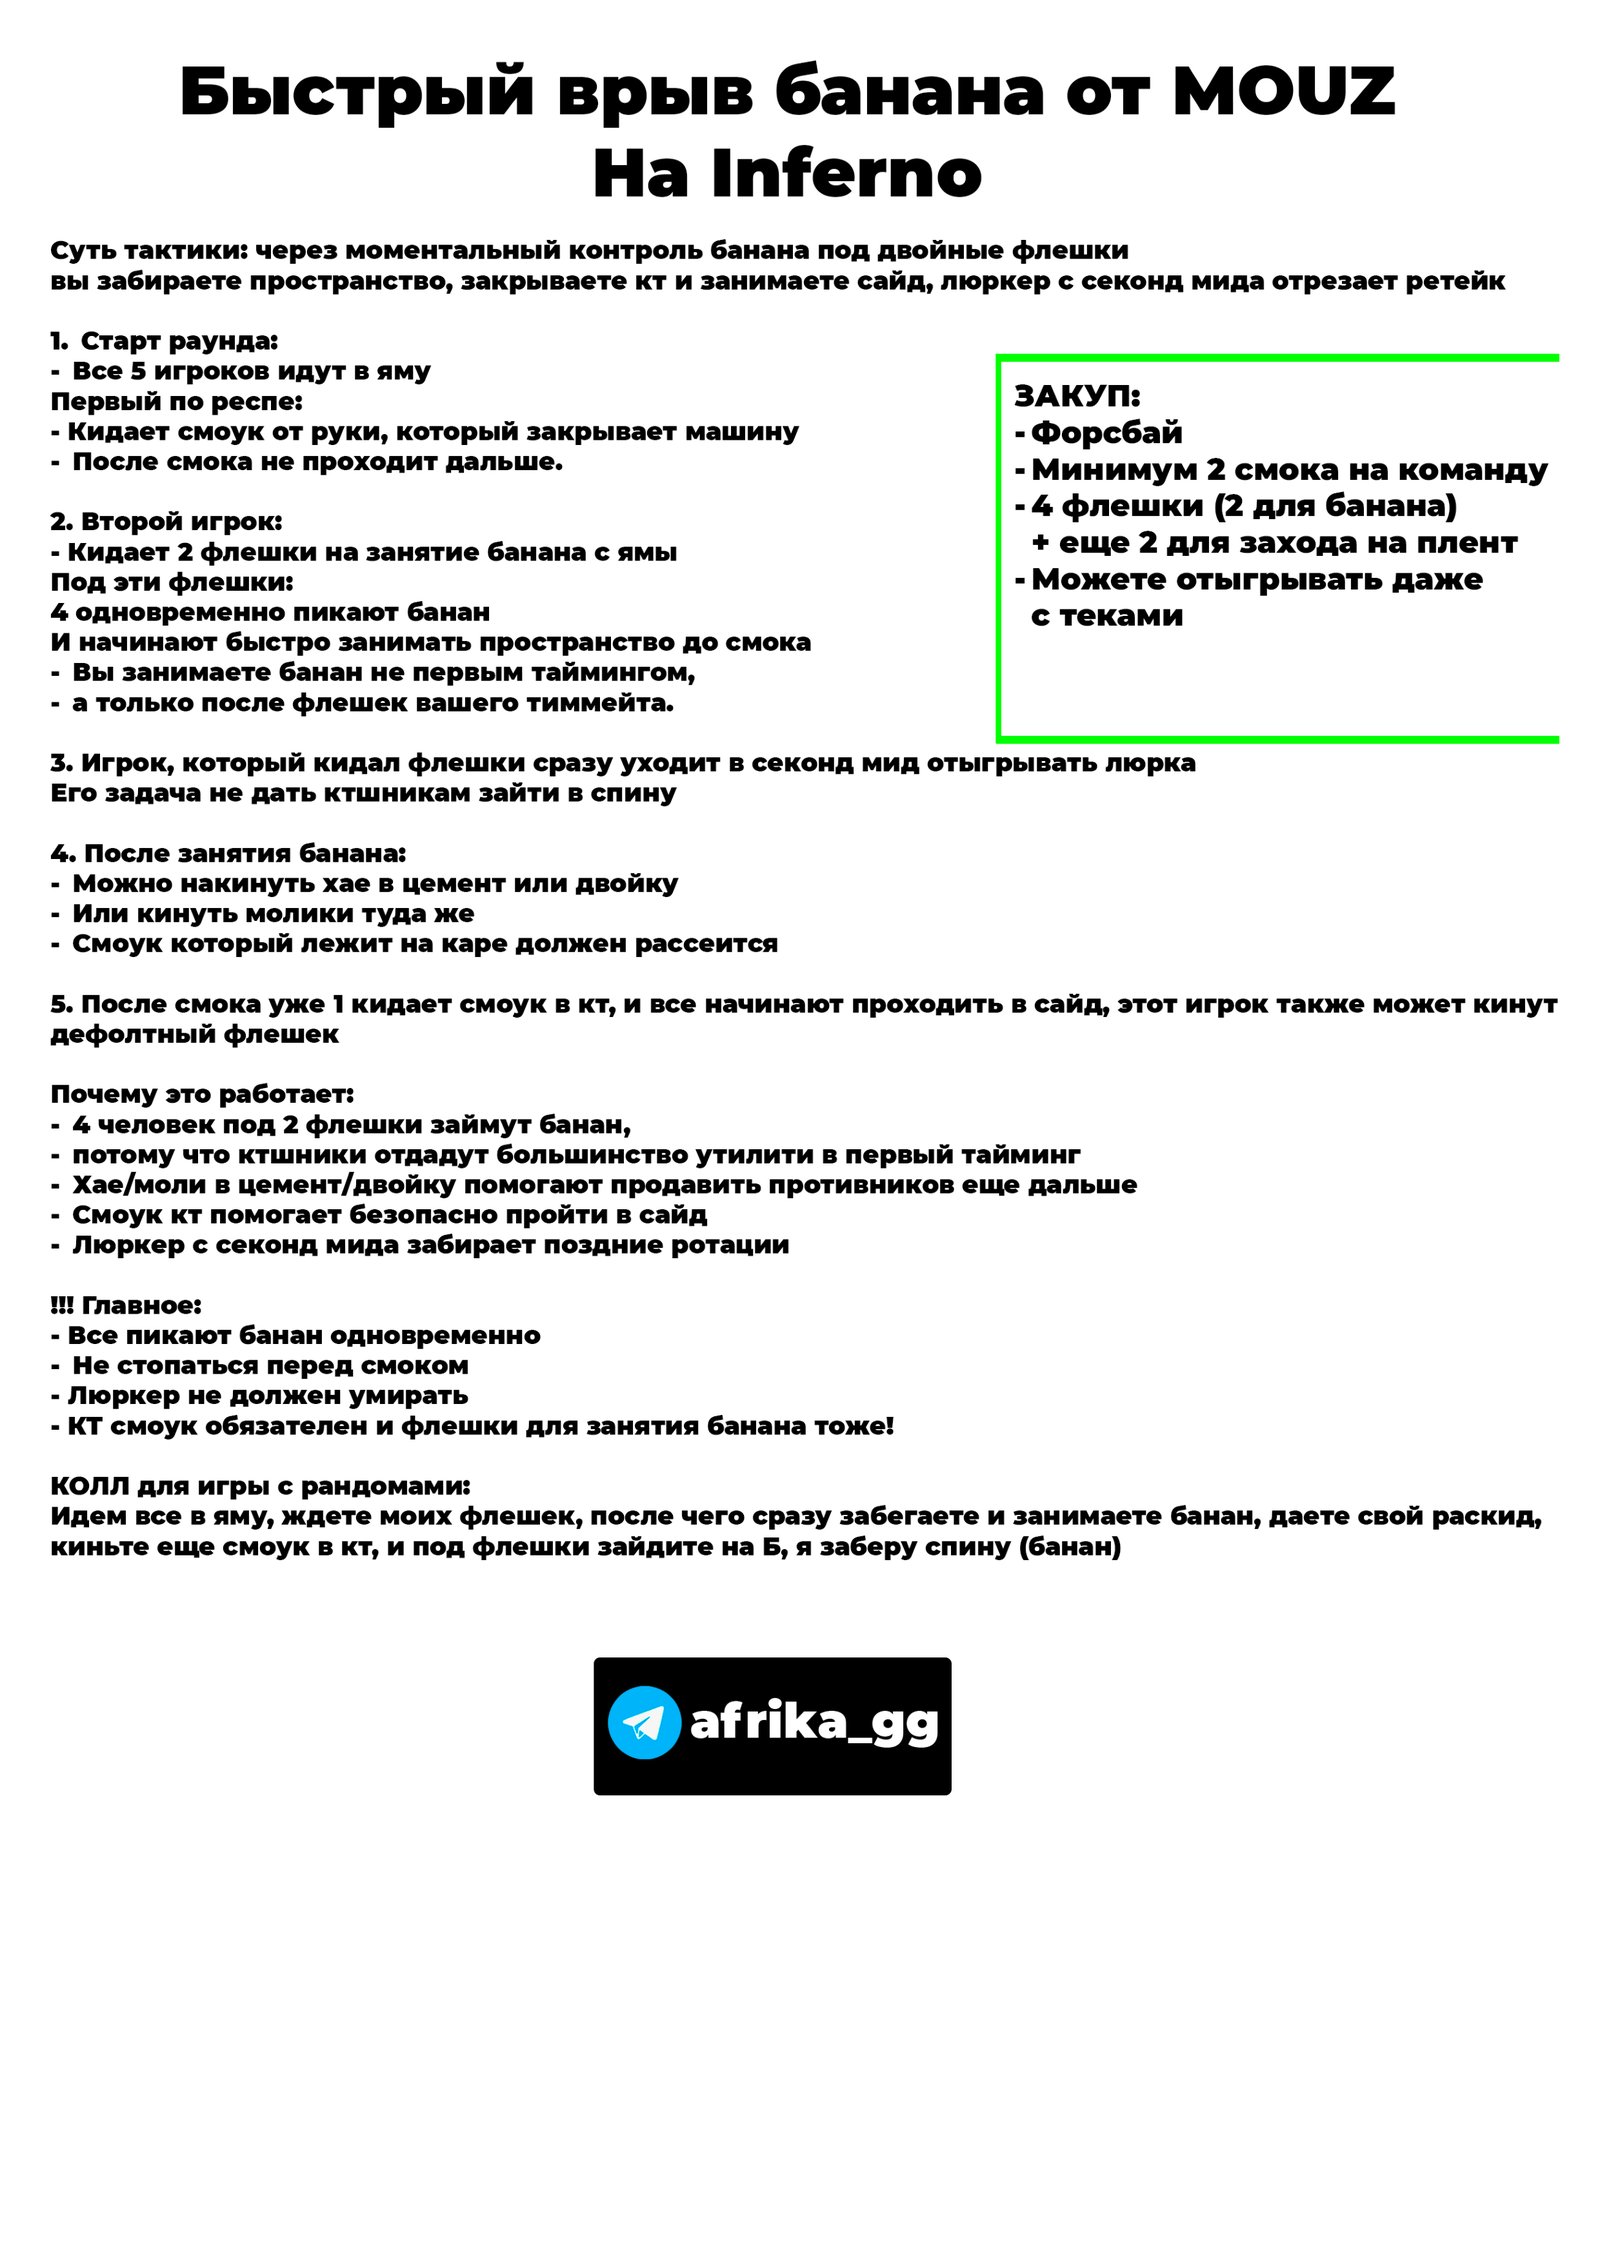 Быстрый врыв банана от MOUZ
На Inferno
Суть тактики: через моментальный контроль банана под двойные флешки
вы забираете пространство, закрываете кт и занимаете сайд, люркер с секонд мида отрезает ретейк
1. Старт раунда:
- Все 5 игроков идут в яму
Первый по респе:
- Кидает смоук от руки, который закрывает машину
- После смока не проходит дальше.
2. Второй игрок:
- Кидает 2 флешки на занятие банана с ямы
Под эти флешки:
4 одновременно пикают банан
И начинают быстро занимать пространство до смока
- Вы занимаете банан не первым таймингом,
- а только после флешек вашего тиммейта.
ЗАКУП:
- Форсбай
- Минимум 2 смока на команду
- 4 флешки (2 для банана)
+ еще 2 для захода на плент
- Можете отыгрывать даже
с теками
3. Игрок, который кидал флешки сразу уходит в секонд мид отыгрывать люрка
Его задача не дать ктшникам зайти в спину
4. После занятия банана:
- Можно накинуть хае в цемент или двойку
- Или кинуть молики туда же
- Смоук который лежит на каре должен рассеится
5. После смока уже 1 кидает смоук в кт, и все начинают проходить в сайд, этот игрок также может кинут
дефолтный флешек
Почему это работает:
- 4 человек под 2 флешки займут банан,
- потому что ктшники отдадут большинство утилити в первый тайминг
- Хае/моли в цемент/двойку помогают продавить противников еще дальше
- Смоук кт помогает безопасно пройти в сайд
- Люркер с секонд мида забирает поздние ротации
!!! Главное:
- Все пикают банан одновременно
- Не стопаться перед смоком
- Люркер не должен умирать
- КТ смоук обязателен и флешки для занятия банана тоже!
КОЛЛ для игры с рандомами:
Идем все в яму, ждете моих флешек, после чего сразу забегаете и занимаете банан, даете свой раскид,
киньте еще смоук в кт, и под флешки зайдите на Б, я заберу спину (банан)
afrika_gg